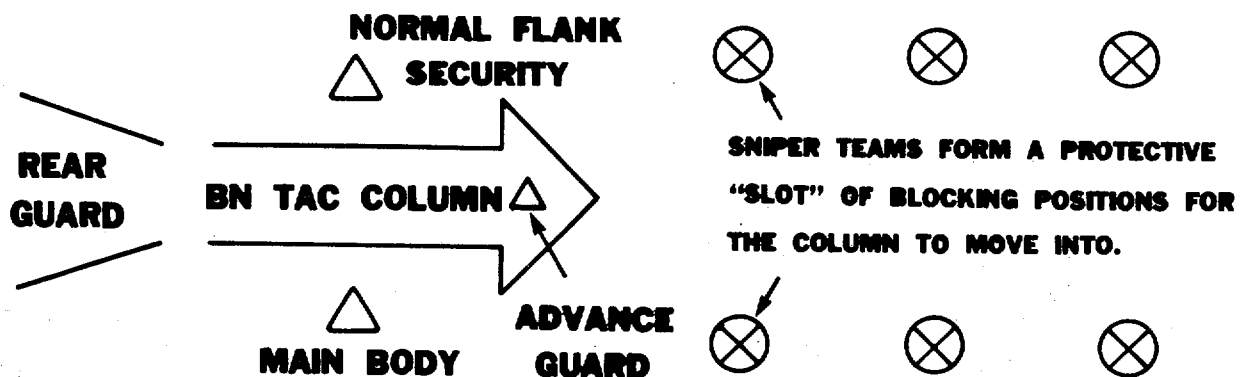 NORMAL FLANK
SECURITY
REAR
GUARD
BN TAC COLUMN
ADVANCE
GUARD
MAIN BODY
SNIPER TEAMS FORM A PROTECTIVE
“SLOT” OF BLOCKING POSITIONS FOR
THE COLUMN TO MOVE INTO.